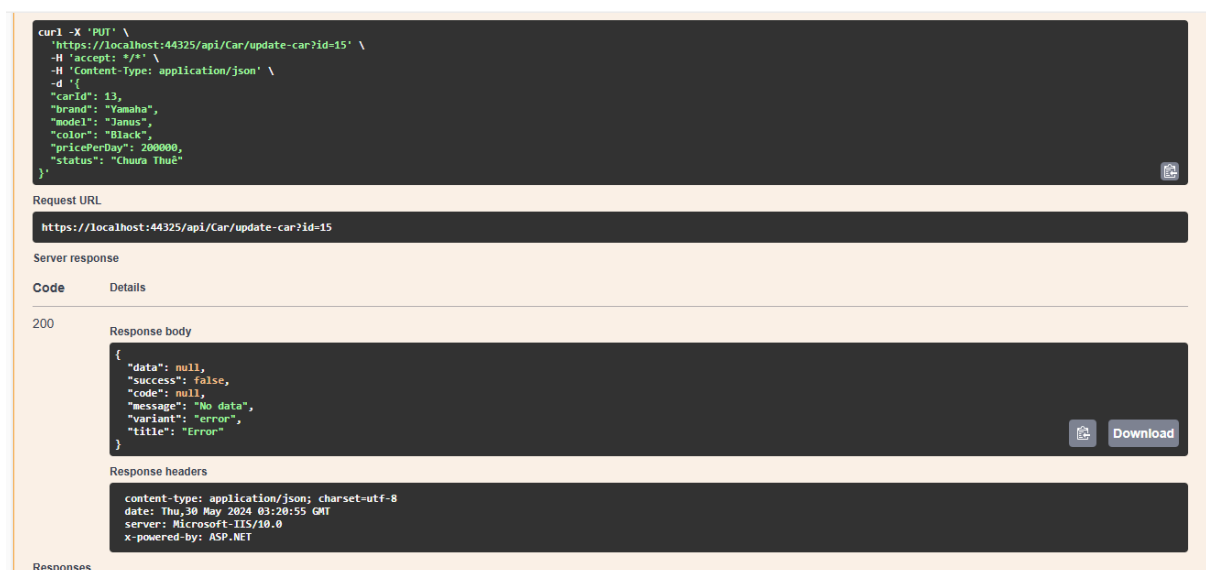 curl -X 'PUT' \
'https://localhost:44325/api/Car/update-car?id=15' \
-H 'accept: */*' \
-H 'Content-Type: application/json' \
-d '{
"carId": 13,
"brand": "Yamaha",
"model": "Janus",
"color": "Black",
"pricePerDay": 200000,
"status": "Chuưa Thuê"
}'
Request URL
https://localhost:44325/api/Car/update-car?id=15
Server response
Code Details
200
Response body
{
"data": null,
"success": false,
"code": null,
"message": "No data",
"variant": "error",
"title": "Error"
}
Download
Response headers
content-type: application/json; charset=utf-8
date: Thu,30 May 2024 03:20:55 GMT
server: Microsoft-IIS/10.0
x-powered-by: ASP.NET
Responses